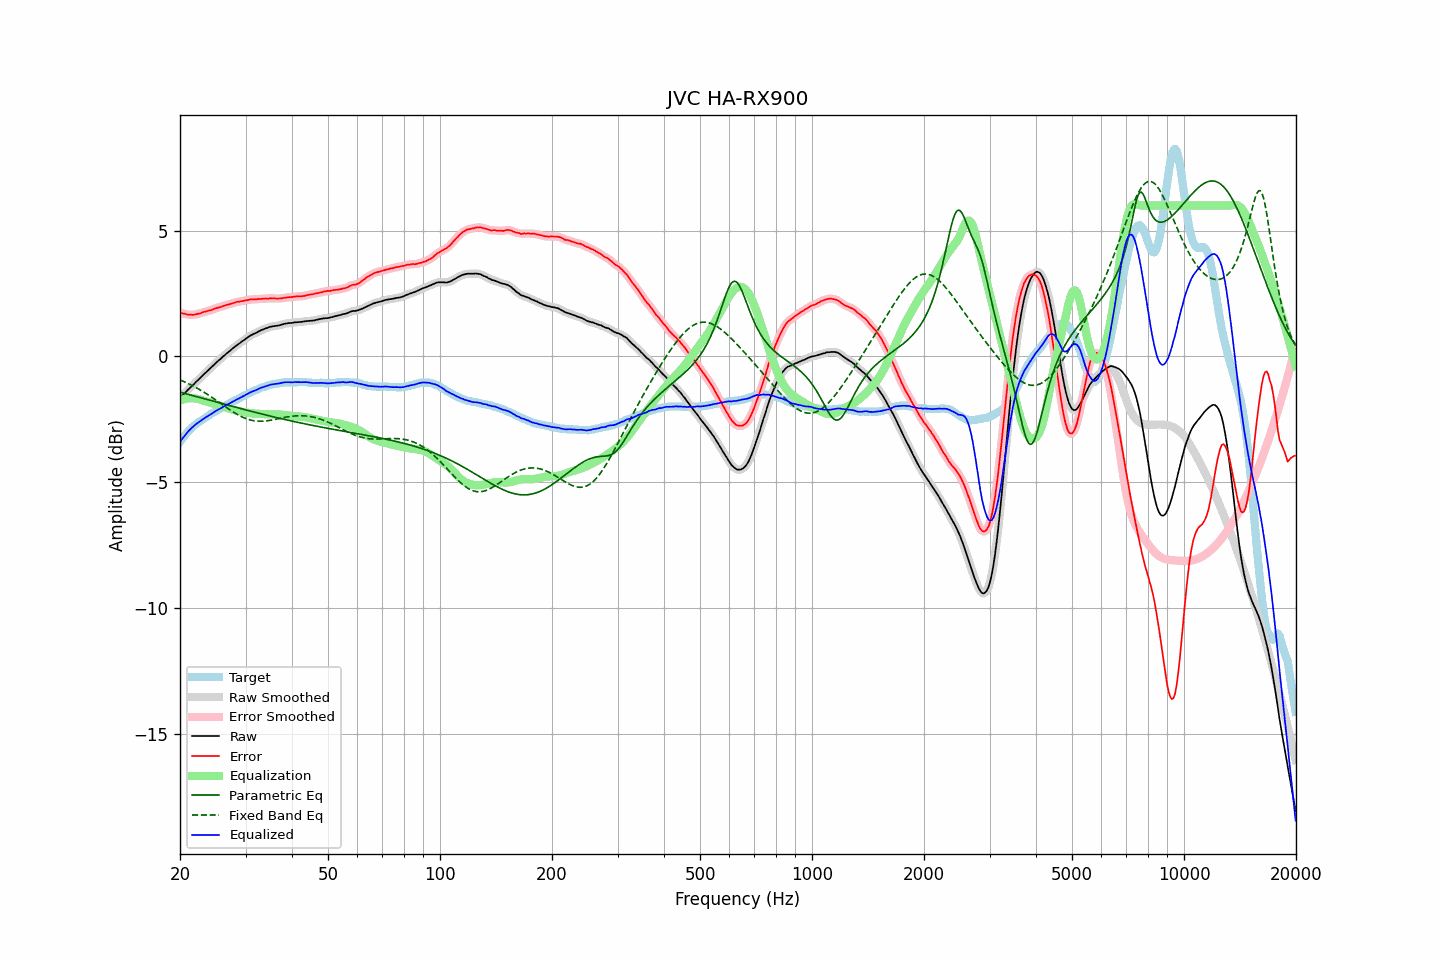 JVC HA-RX900
Amplitude (dBr)
5
0
−5
−10
−15
Target
Raw Smoothed
Error Smoothed
Raw
Error
Equalization
Parametric Eq
Fixed Band Eq
Equalized
20 50 100 200 500 1000 2000 5000 10000 20000
Frequency (Hz)